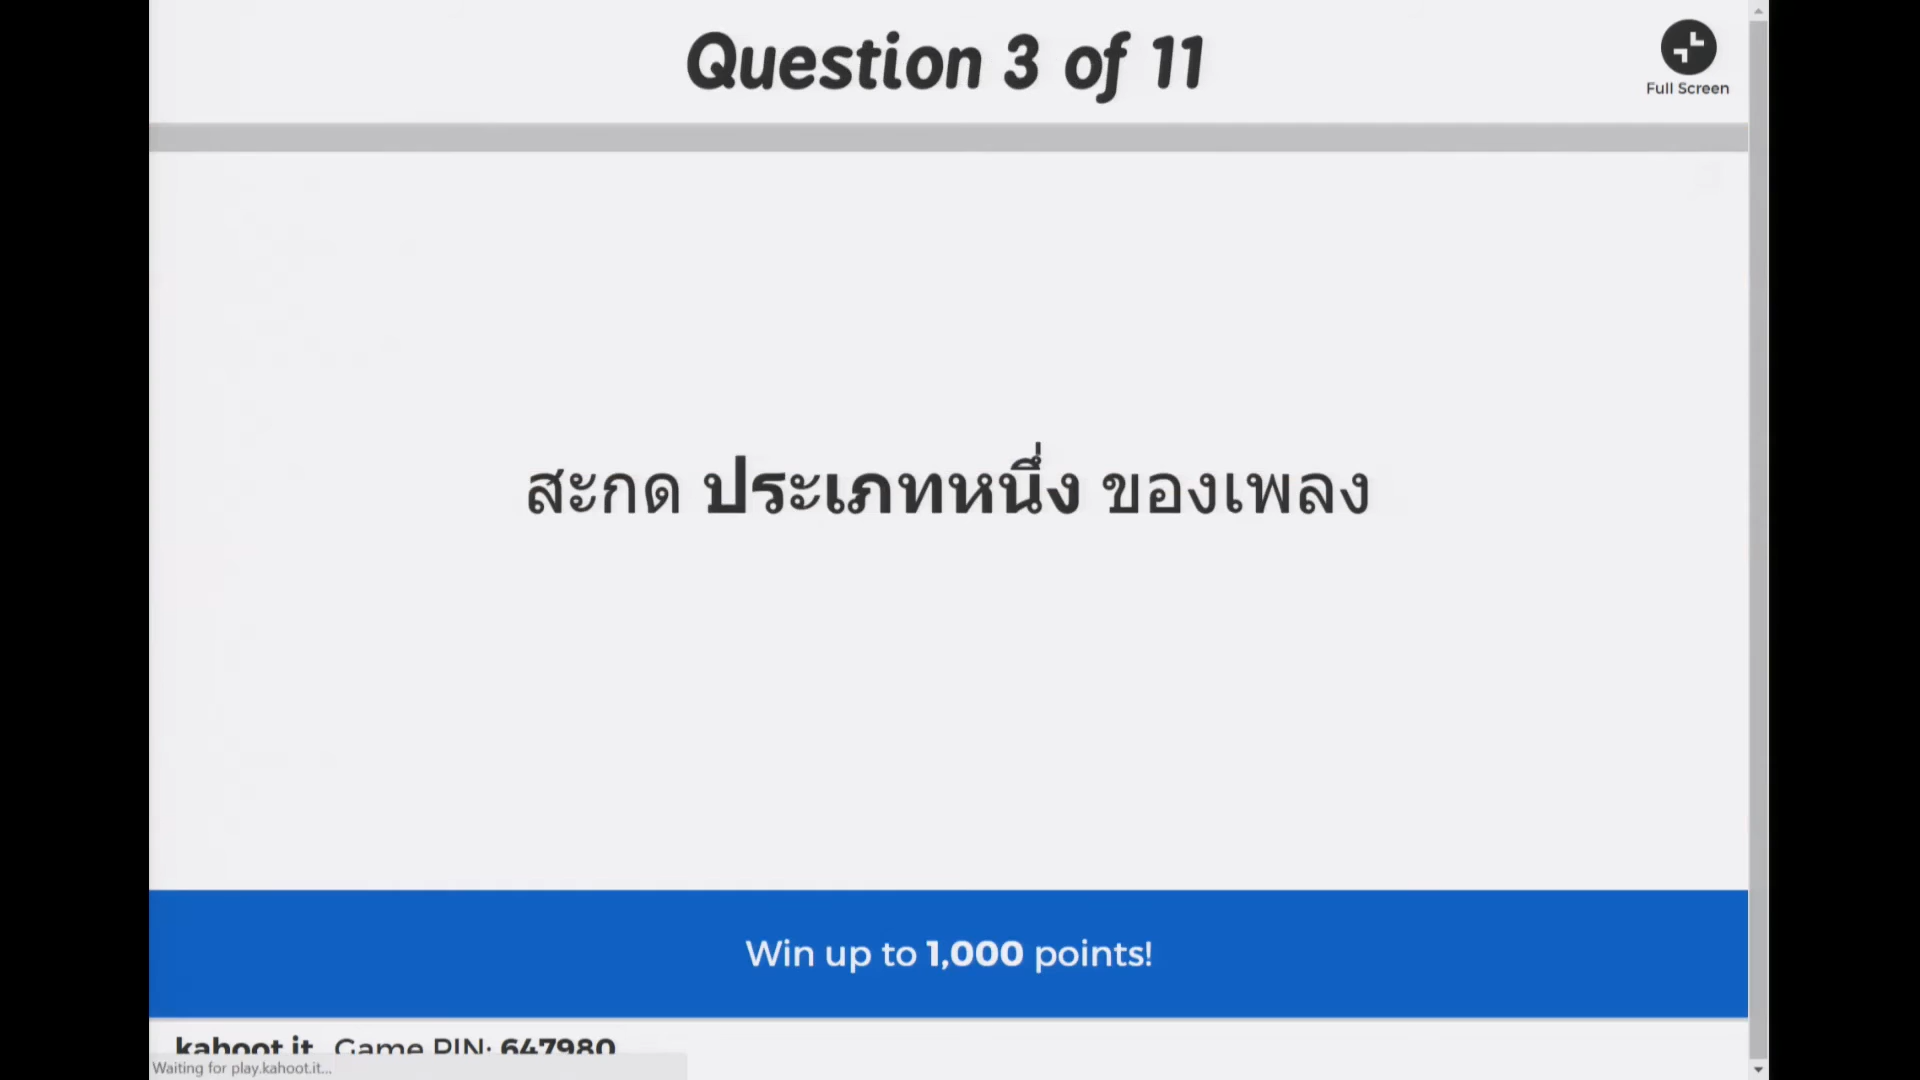 Question 3 of 11
Full Screen
สะกด ประเภทหนึ่ง ของเพลง
Win up to 1,000 points!
kahoot.it Game PIN: 647980
Waiting for play.kahoot.it...